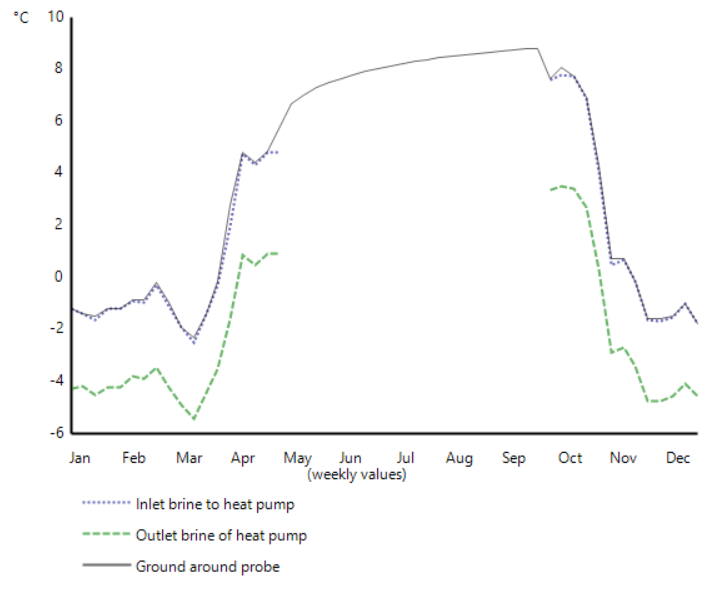 °C
10
8
6
4
2
0
-2
-4
-6
Jan Feb Mar Apr May Jun Jul Aug Sep Oct Nov Dec
(weekly values)
Inlet brine to heat pump
Outlet brine of heat pump
Ground around probe